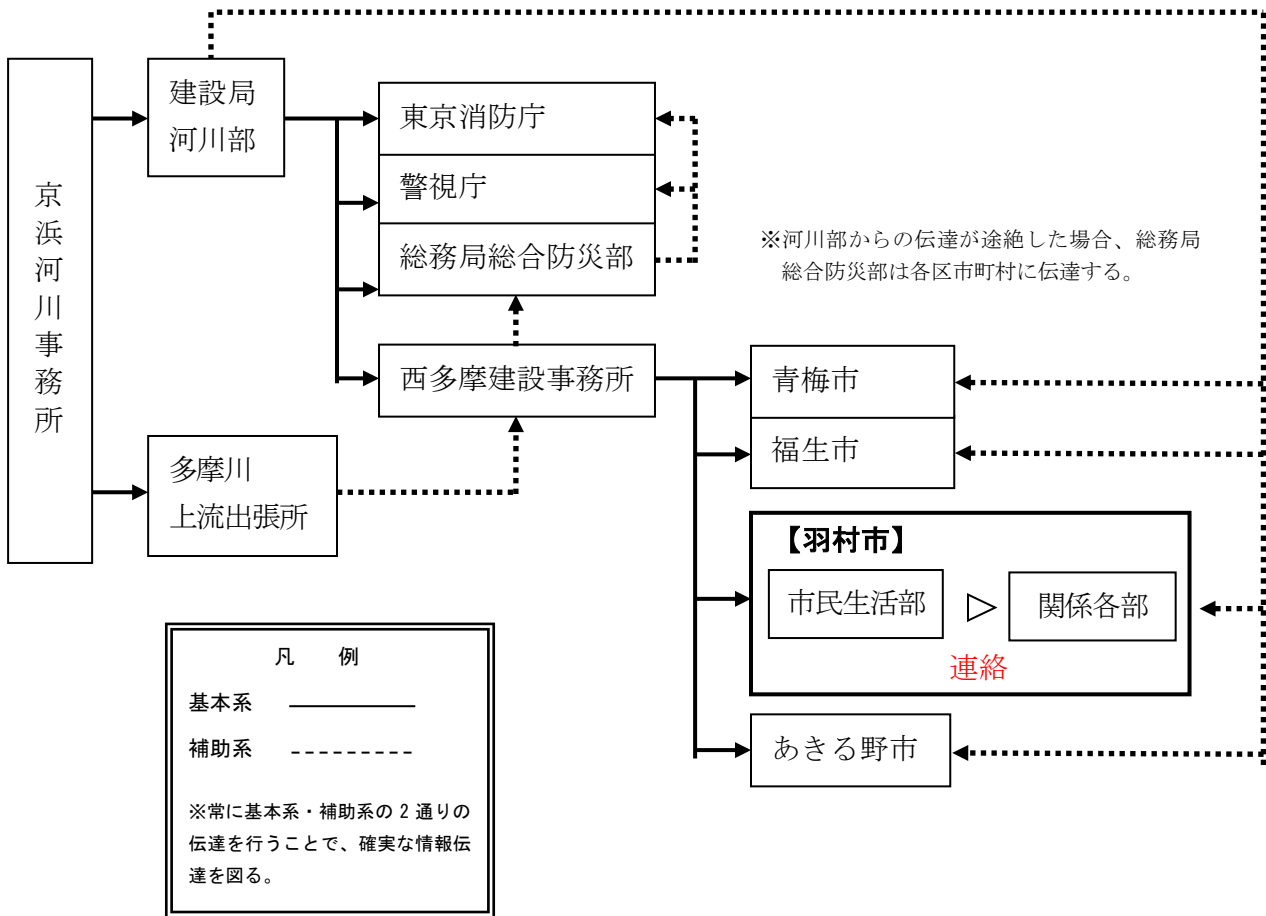 京浜河川事務所
建設局
河川部
東京消防庁
警視庁
総務局総合防災部
※河川部からの伝達が途絶した場合、総務局
総合防災部は各区市町村に伝達する。
西多摩建設事務所
青梅市
福生市
多摩川
上流出張所
【羽村市】
市民生活部
関係各部
連絡
あきる野市
凡　例
基本系
補助系
※常に基本系・補助系の2通りの
伝達を行うことで、確実な情報伝
達を図る。